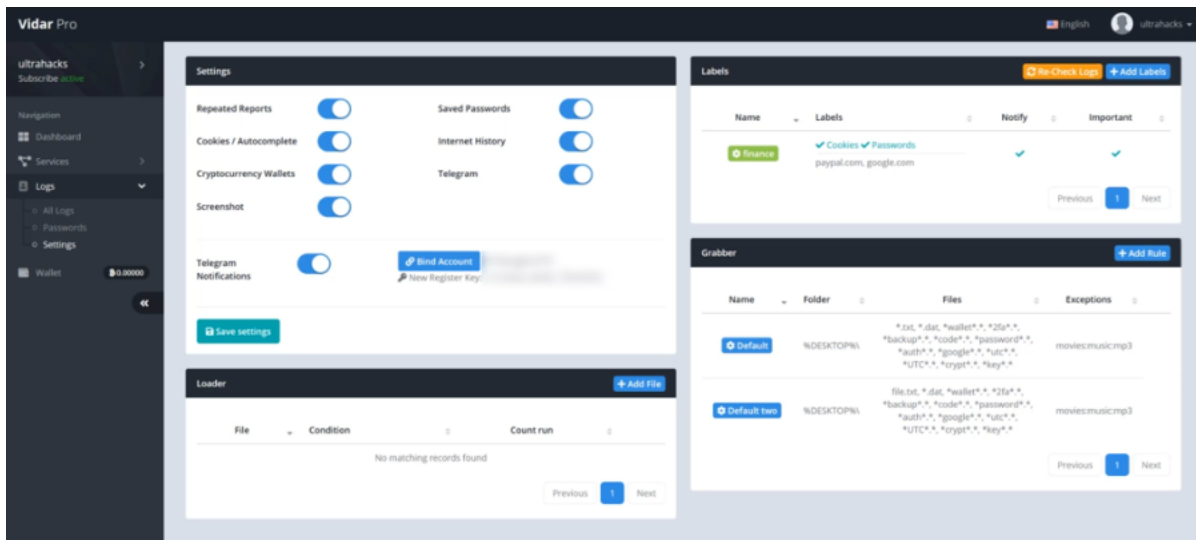 Vidar Pro
English
ultrahacks
ultrahacks
Subscribe active
Navigation
Dashboard
Services
Logs
All Logs
Passwords
Settings
Wallet
0.00000
Settings
Repeated Reports
Saved Passwords
Cookies / Autocomplete
Internet History
Cryptocurrency Wallets
Telegram
Screenshot
Telegram
Notifications
Bind Account
New Register Key:
Save settings
Loader
+ Add File
File Condition Count run
No matching records found
Previous 1 Next
Labels
Re-Check Logs + Add Labels
Name Labels Notify Important
finance
Cookies Passwords
paypal.com, google.com
Previous 1 Next
Grabber
+ Add Rule
Name Folder Files Exceptions
Default
%DESKTOP%\
*.txt, *.dat, *wallet*.*, *2fa*.*,
*backup*.*, *code*.*, *password*.*,
*auth*.*, *google*.*, *utc*.*,
*UTC*.*, *crypt*.*, *key*.*
movies:music:mp3
Default two
%DESKTOP%\
file.txt, *.dat, *wallet*.*, *2fa*.*,
*backup*.*, *code*.*, *password*.*,
*auth*.*, *google*.*, *utc*.*,
*UTC*.*, *crypt*.*, *key*.*
movies:music:mp3
Previous 1 Next